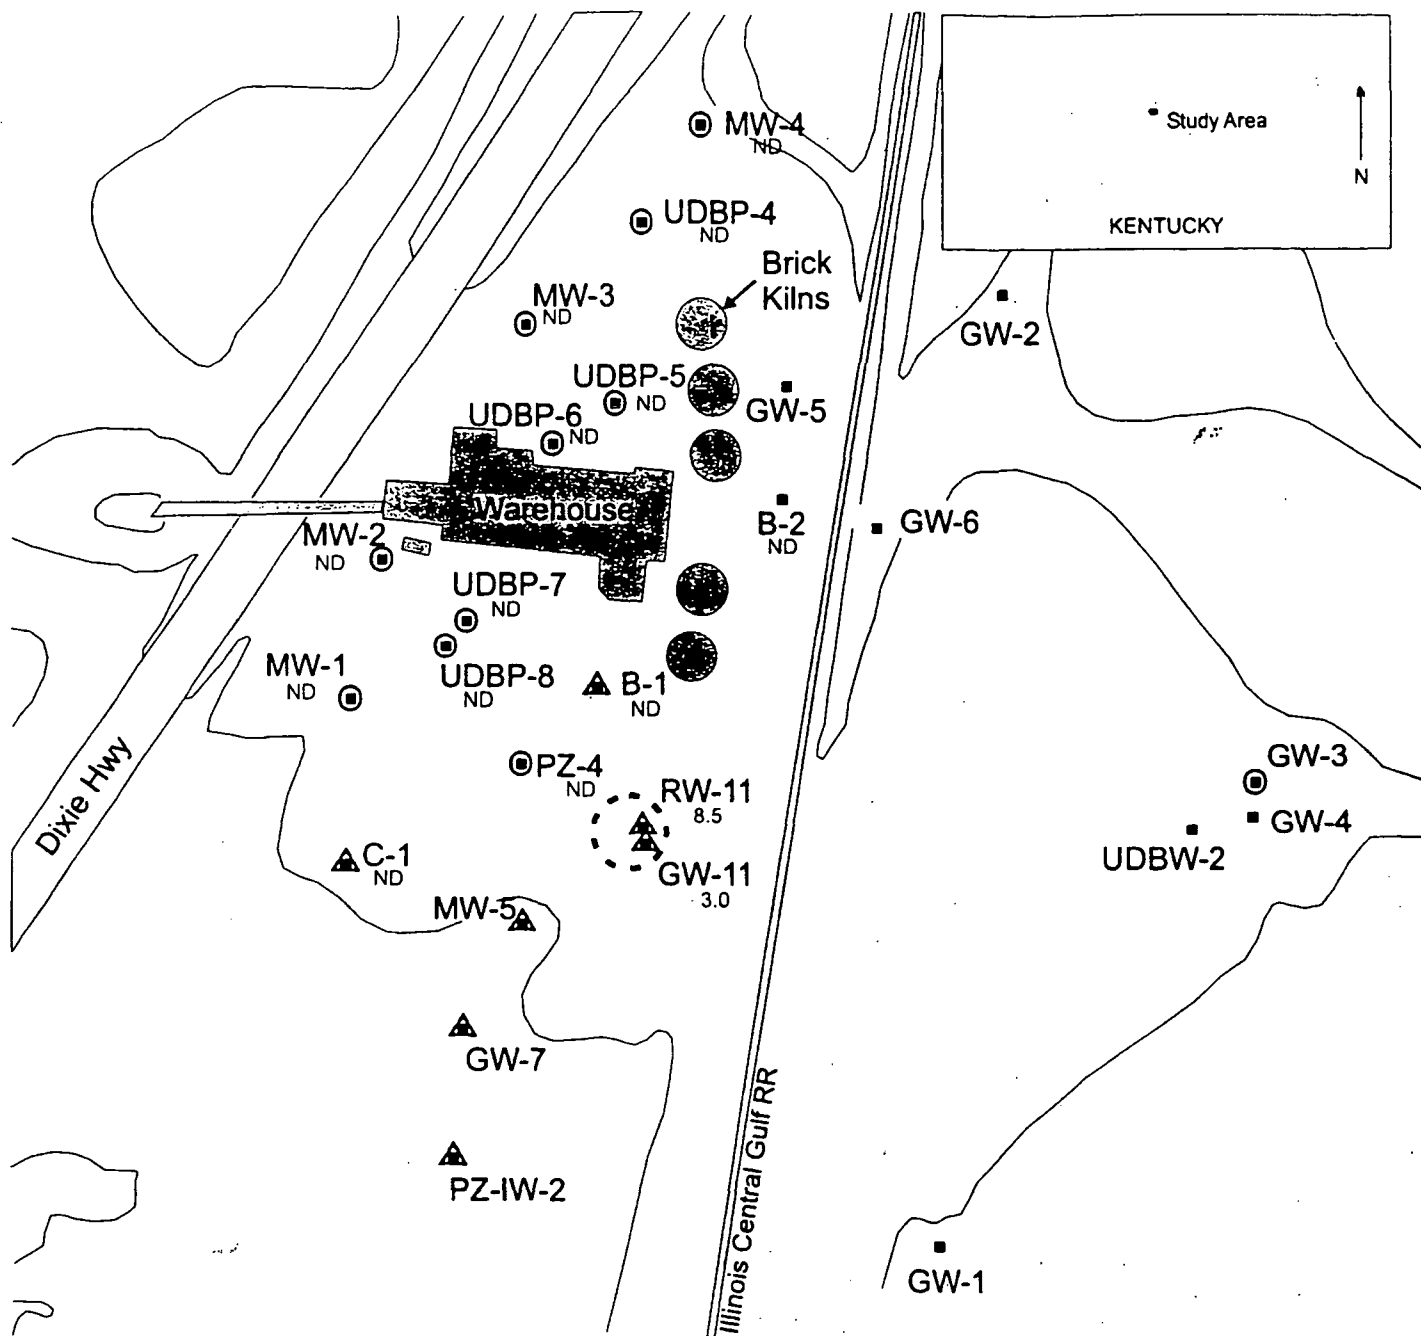 MW-4
ND
Study Area
N
KENTUCKY
UDBP-4
ND
Brick
Kilns
MW-3
ND
GW-2
UDBP-5
ND
GW-5
UDBP-6
ND
Warehouse
B-2
ND
GW-6
MW-2
ND
UDBP-7
ND
MW-1
ND
UDBP-8
ND
B-1
ND
Dixie Hwy
PZ-4
ND
RW-11
8.5
GW-3
GW-4
UDBW-2
C-1
ND
GW-11
3.0
MW-5
GW-7
PZ-IW-2
Illinois Central Gulf RR
GW-1